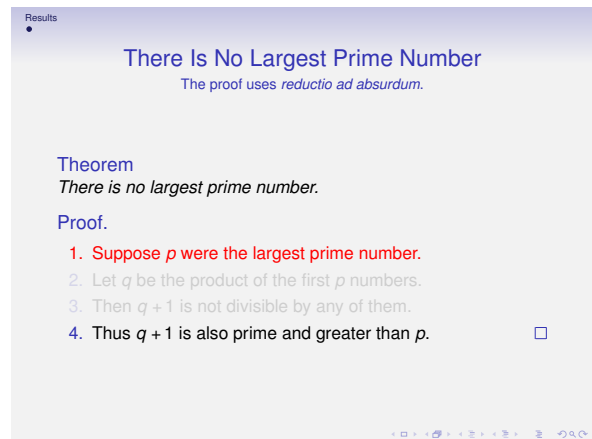 Results
There Is No Largest Prime Number
The proof uses reductio ad absurdum.
Theorem
There is no largest prime number.
Proof.
1. Suppose p were the largest prime number.
2. Let q be the product of the first p numbers.
3. Then q + 1 is not divisible by any of them.
4. Thus q + 1 is also prime and greater than p.